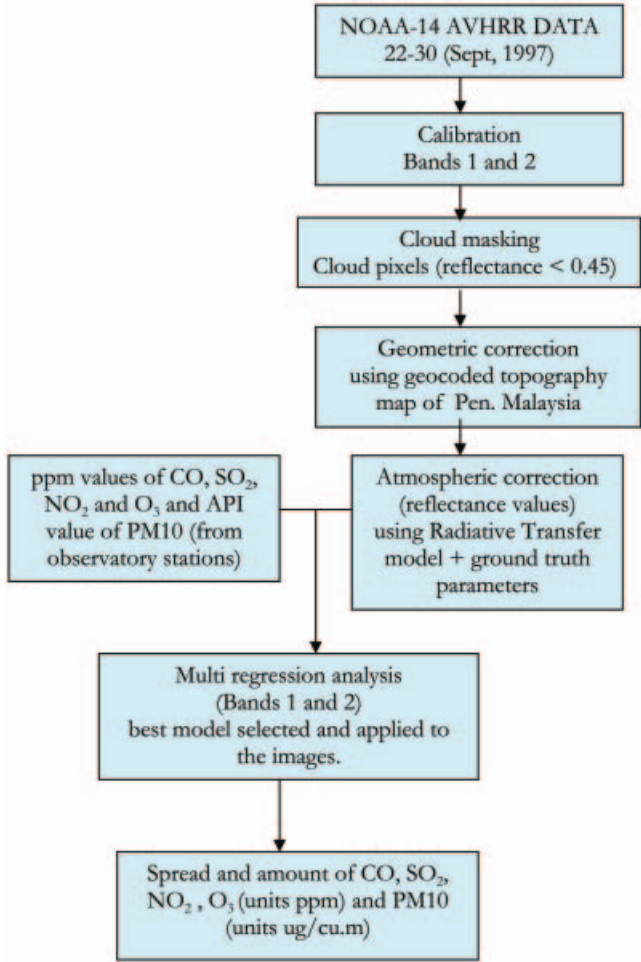 NOAA-14 AVHRR DATA
22-30 (Sept, 1997)
Calibration
Bands 1 and 2
Cloud masking
Cloud pixels (reflectance < 0.45)
Geometric correction
using geocoded topography
map of Pen. Malaysia
ppm values of CO, SO₂,
NO₂ and O₃ and API
value of PM10 (from
observatory stations)
Atmospheric correction
(reflectance values)
using Radiative Transfer
model + ground truth
parameters
Multi regression analysis
(Bands 1 and 2)
best model selected and applied to
the images.
Spread and amount of CO, SO₂,
NO₂ , O₃ (units ppm) and PM10
(units ug/cu.m)